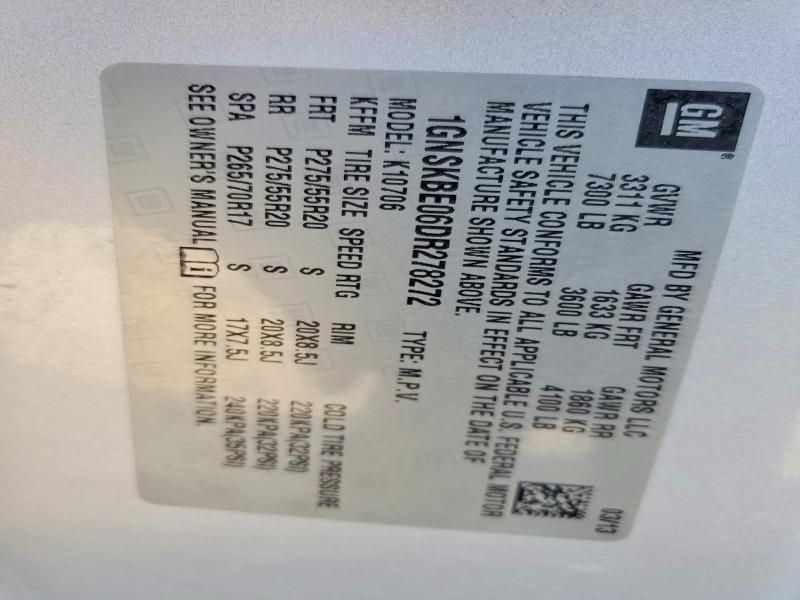 GM ®
MFD BY GENERAL MOTORS LLC 03/13
GVWR GAWR FRT GAWR RR
3311 KG 1633 KG 1860 KG
7300 LB 3600 LB 4100 LB
THIS VEHICLE CONFORMS TO ALL APPLICABLE U.S. FEDERAL MOTOR
VEHICLE SAFETY STANDARDS IN EFFECT ON THE DATE OF
MANUFACTURE SHOWN ABOVE.
1GNSKBE06DR278272 TYPE: M.P.V.
MODEL: K10706
KFFM TIRE SIZE SPEED RTG RIM COLD TIRE PRESSURE
FRT P275/55R20 S 20X8.5J 220KPA(32PSI)
RR P275/55R20 S 20X8.5J 220KPA(32PSI)
SPA P265/70R17 S 17X7.5J 240KPA(35PSI)
SEE OWNER'S MANUAL FOR MORE INFORMATION